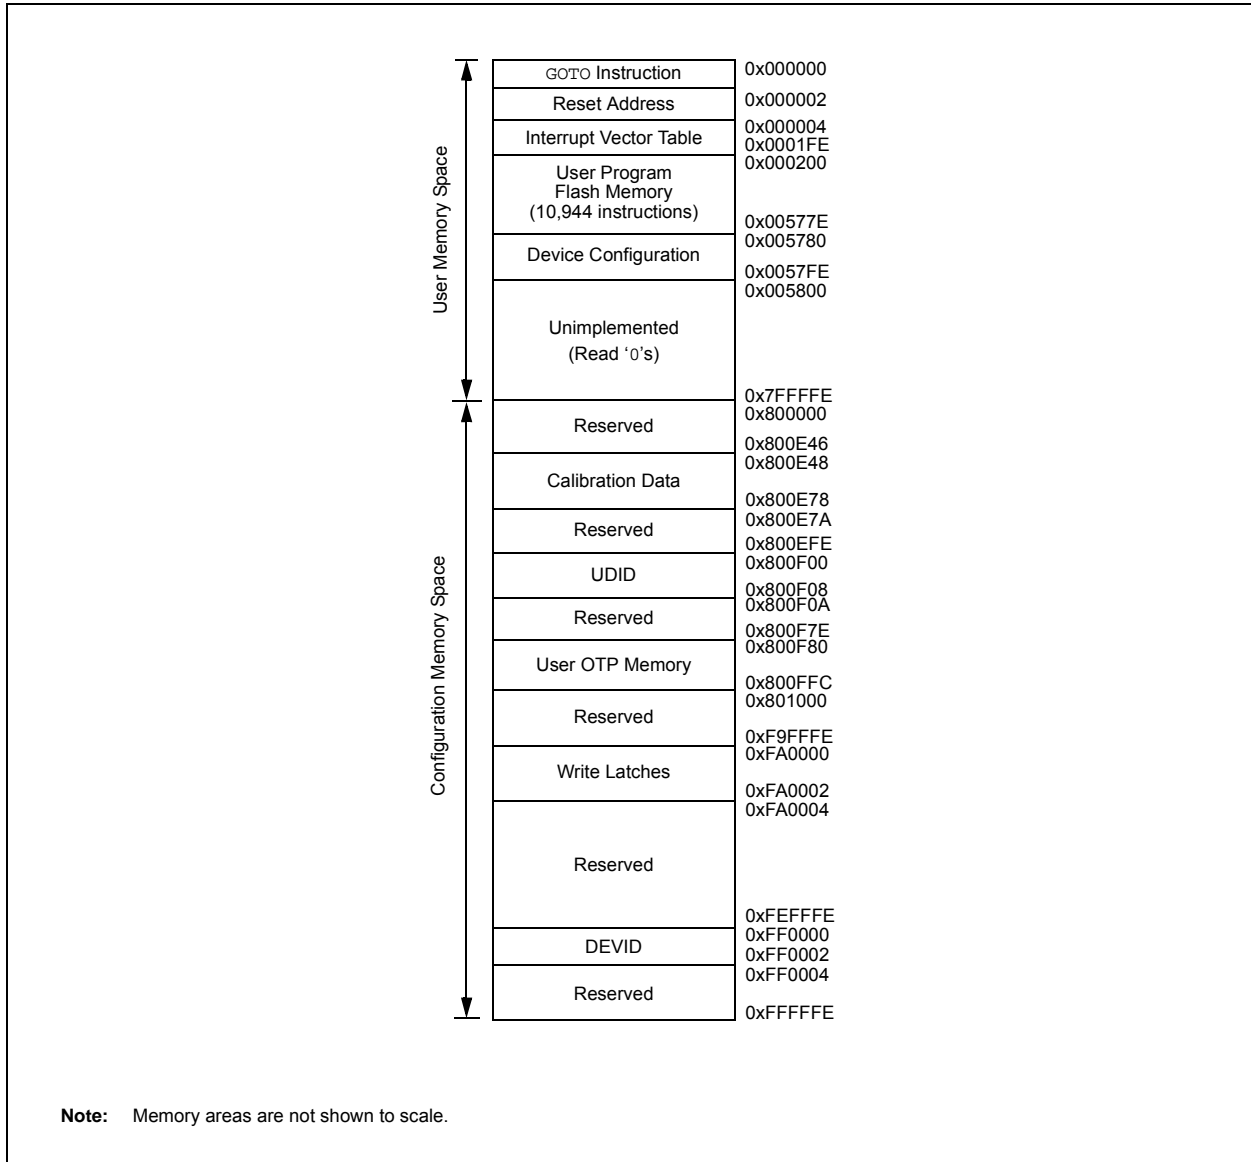 User Memory Space
GOTO Instruction
0x000000
Reset Address
0x000002
Interrupt Vector Table
0x000004
0x0001FE
User Program
Flash Memory
(10,944 instructions)
0x000200
0x00577E
Device Configuration
0x005780
0x0057FE
Unimplemented
(Read ‘0’s)
0x005800
0x7FFFFE
Configuration Memory Space
Reserved
0x800000
0x800E46
Calibration Data
0x800E48
0x800E78
Reserved
0x800E7A
0x800EFE
UDID
0x800F00
0x800F08
Reserved
0x800F0A
0x800F7E
User OTP Memory
0x800F80
0x800FFC
Reserved
0x801000
0xF9FFFE
Write Latches
0xFA0000
0xFA0002
Reserved
0xFA0004
0xFEFFFE
DEVID
0xFF0000
0xFF0002
Reserved
0xFF0004
0xFFFFFE
Note: Memory areas are not shown to scale.